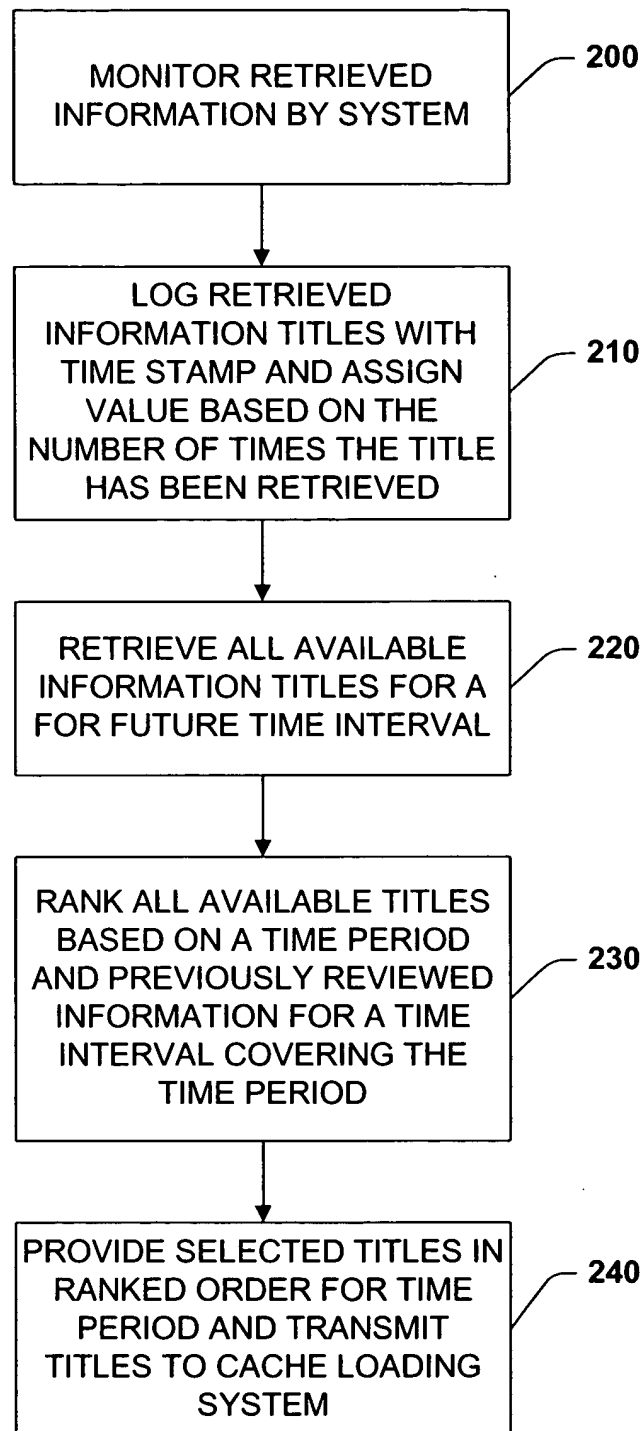 MONITOR RETRIEVED
INFORMATION BY SYSTEM
200
LOG RETRIEVED
INFORMATION TITLES WITH
TIME STAMP AND ASSIGN
VALUE BASED ON THE
NUMBER OF TIMES THE TITLE
HAS BEEN RETRIEVED
210
RETRIEVE ALL AVAILABLE
INFORMATION TITLES FOR A
FOR FUTURE TIME INTERVAL
220
RANK ALL AVAILABLE TITLES
BASED ON A TIME PERIOD
AND PREVIOUSLY REVIEWED
INFORMATION FOR A TIME
INTERVAL COVERING THE
TIME PERIOD
230
PROVIDE SELECTED TITLES IN
RANKED ORDER FOR TIME
PERIOD AND TRANSMIT
TITLES TO CACHE LOADING
SYSTEM
240